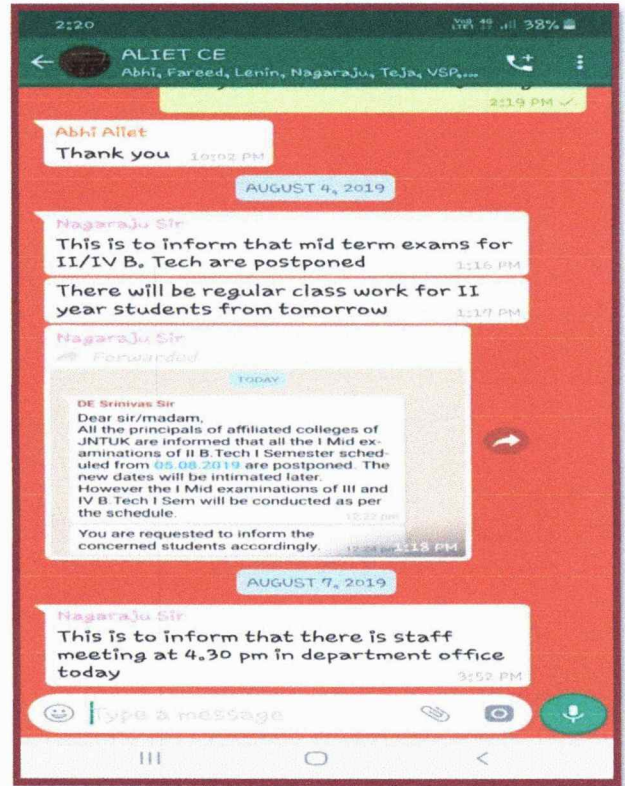 2:20
38%
ALIET CE
Abhi, Fareed, Lenin, Nagaraju, Teja, VSP,...
2:19 PM
Abhi Aliet
Thank you 10:02 PM
AUGUST 4, 2019
Nagaraju Sir
This is to inform that mid term exams for
II/IV B. Tech are postponed 1:16 PM
There will be regular class work for II
year students from tomorrow 1:17 PM
Nagaraju Sir
Forwarded
TODAY
DE Srinivas Sir
Dear sir/madam,
All the principals of affiliated colleges of
JNTUK are informed that all the I Mid ex-
aminations of II B.Tech I Semester sched-
uled from 05.08.2019 are postponed. The
new dates will be intimated later.
However the I Mid examinations of III and
IV B.Tech I Sem will be conducted as per
the schedule. 12:22 pm
You are requested to inform the
concerned students accordingly. 1:18 PM
AUGUST 7, 2019
Nagaraju Sir
This is to inform that there is staff
meeting at 4.30 pm in department office
today 3:52 PM
Type a message